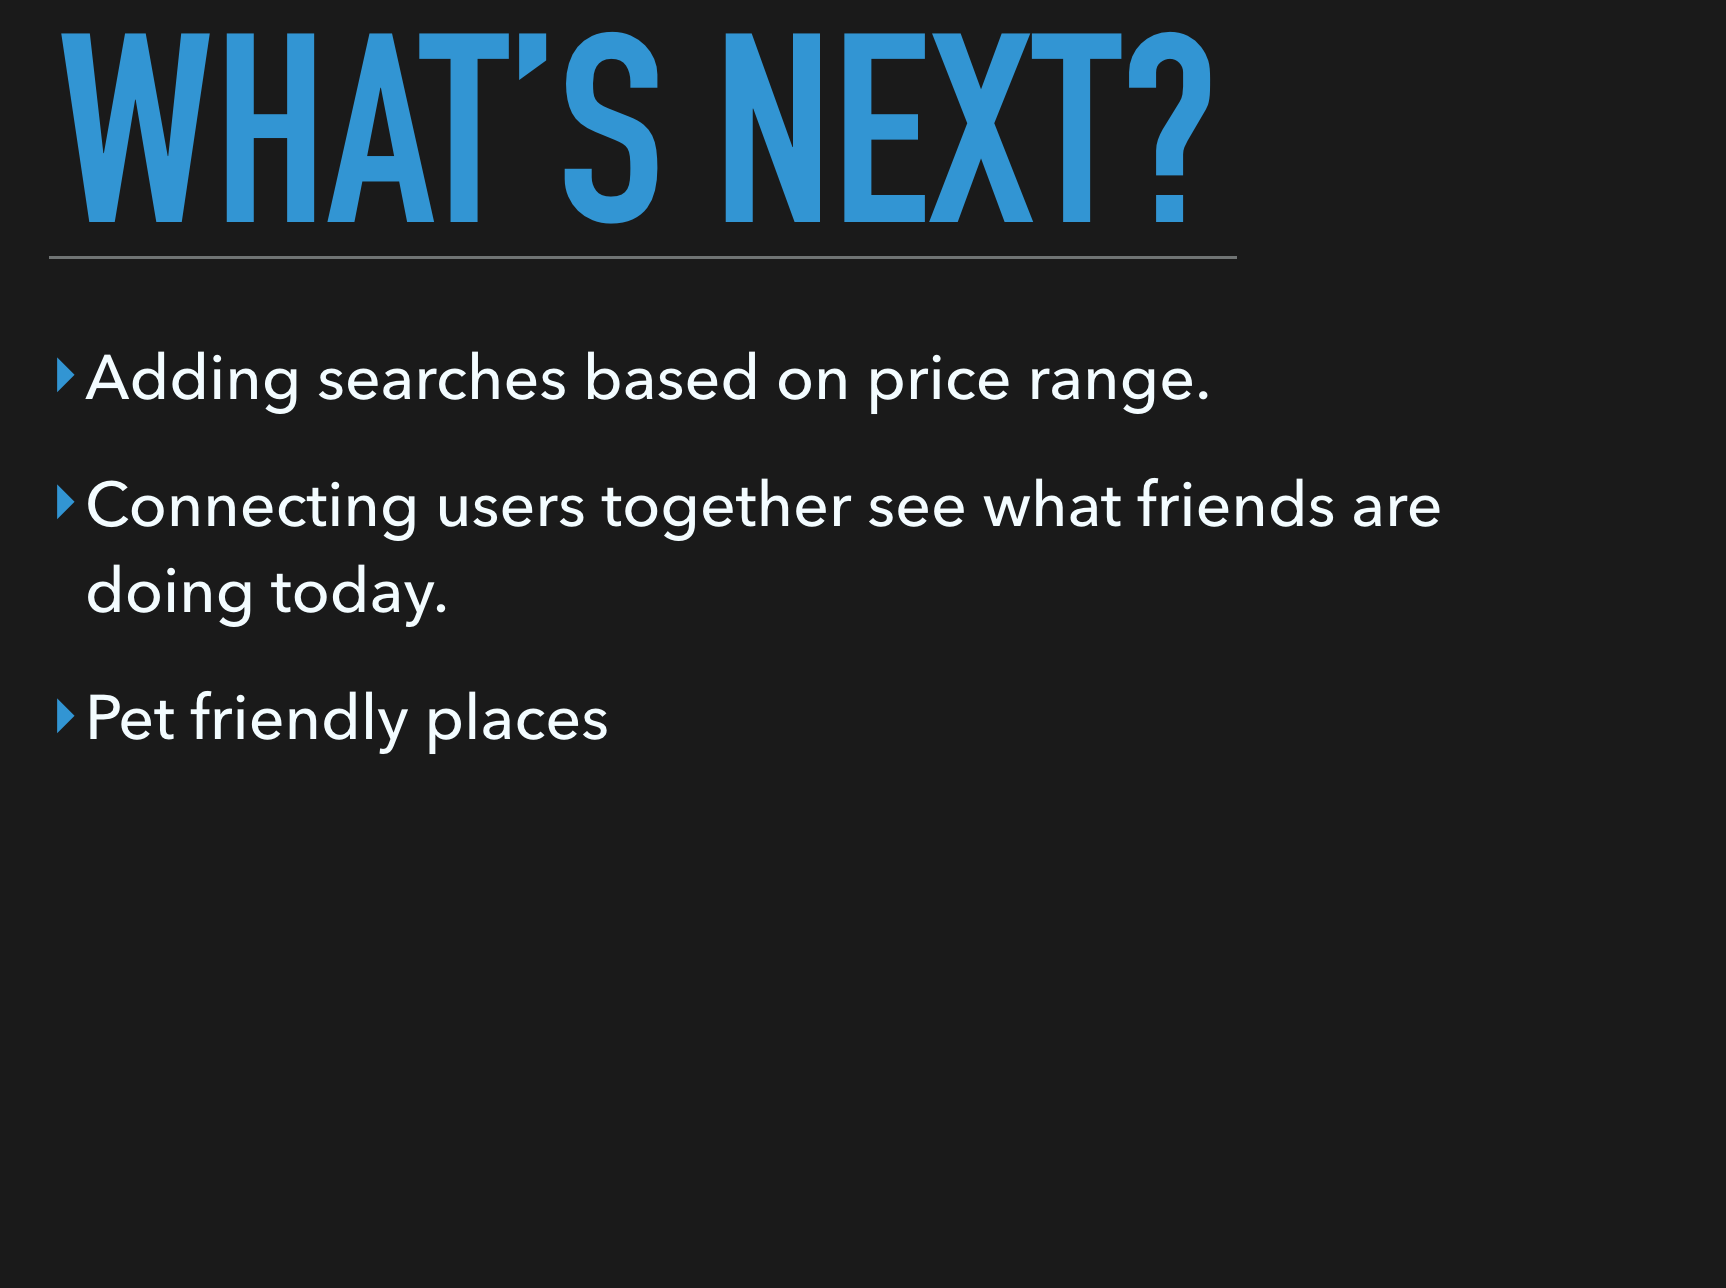 WHAT’S NEXT?
Adding searches based on price range.
Connecting users together see what friends are
doing today.
Pet friendly places